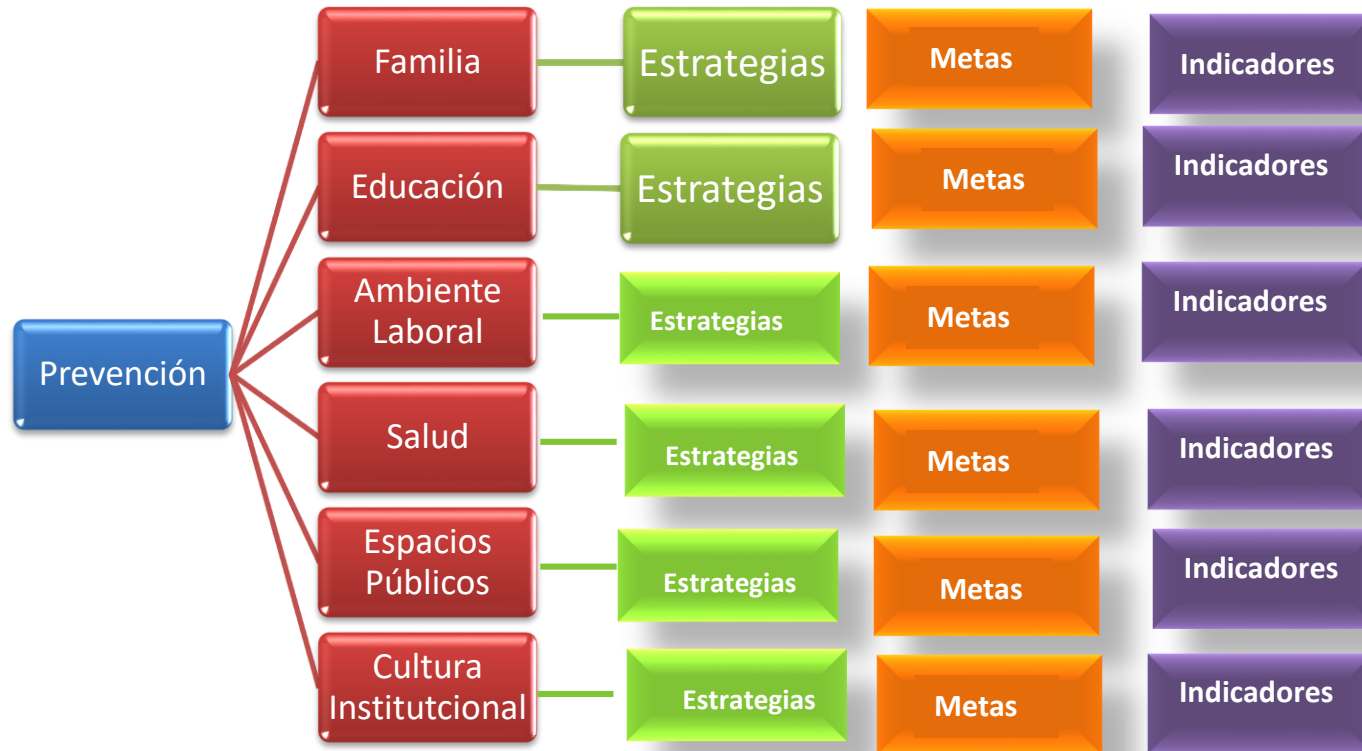 Familia
Estrategias
Metas
Indicadores
Educación
Estrategias
Metas
Indicadores
Ambiente
Laboral
Estrategias
Metas
Indicadores
Prevención
Salud
Estrategias
Metas
Indicadores
Espacios
Públicos
Estrategias
Metas
Indicadores
Cultura
Institutcional
Estrategias
Metas
Indicadores